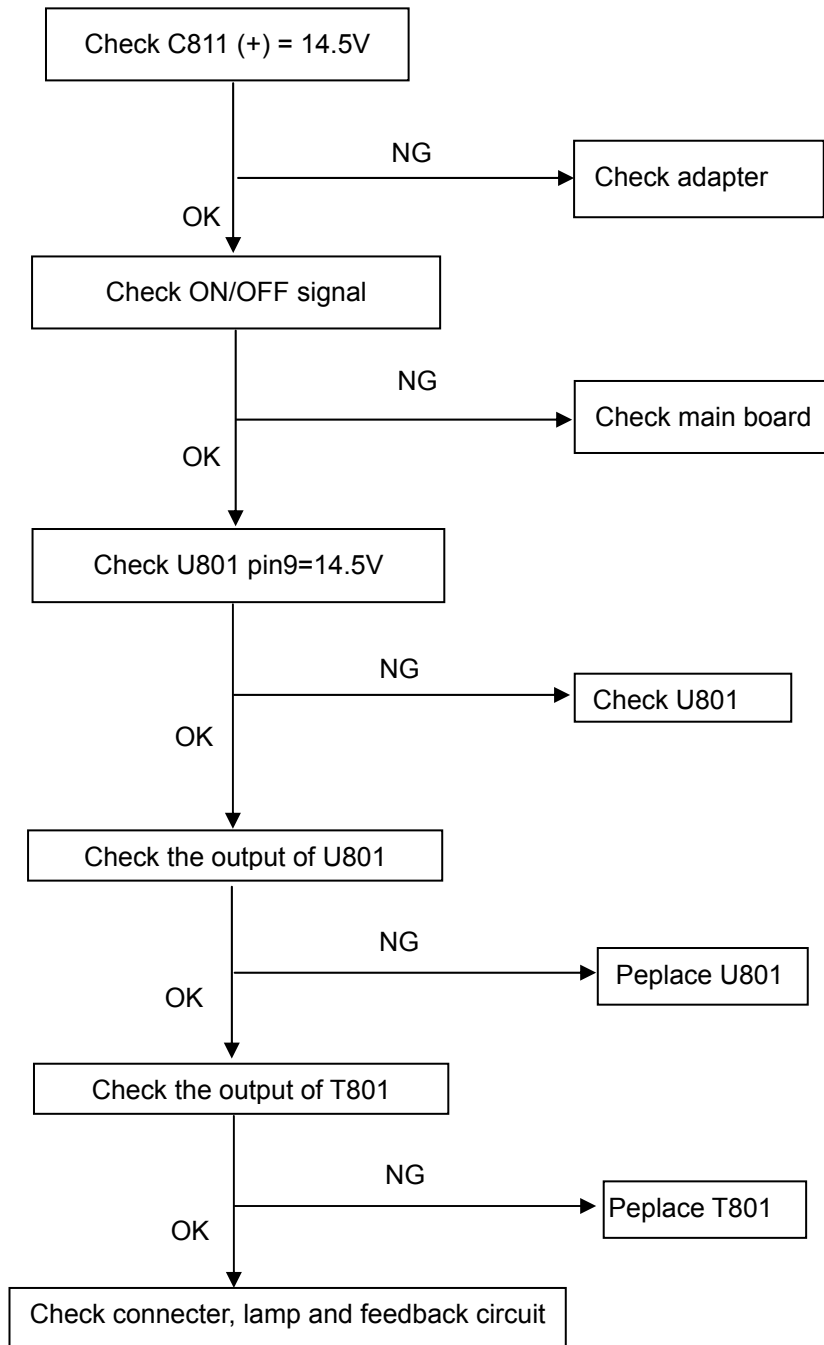 Check C811 (+) = 14.5V
NG
Check adapter
OK
Check ON/OFF signal
NG
Check main board
OK
Check U801 pin9=14.5V
NG
Check U801
OK
Check the output of U801
NG
Peplace U801
OK
Check the output of T801
NG
Peplace T801
OK
Check connecter, lamp and feedback circuit